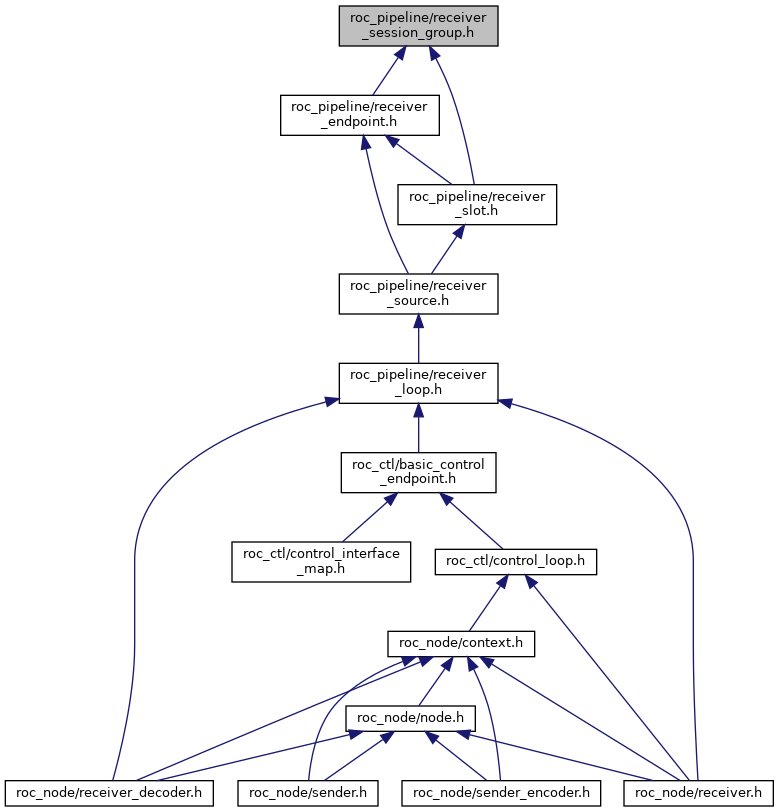 roc_pipeline/receiver
_session_group.h
roc_pipeline/receiver
_endpoint.h
roc_pipeline/receiver
_slot.h
roc_pipeline/receiver
_source.h
roc_pipeline/receiver
_loop.h
roc_ctl/basic_control
_endpoint.h
roc_ctl/control_interface
_map.h
roc_ctl/control_loop.h
roc_node/context.h
roc_node/node.h
roc_node/receiver_decoder.h
roc_node/sender.h
roc_node/sender_encoder.h
roc_node/receiver.h